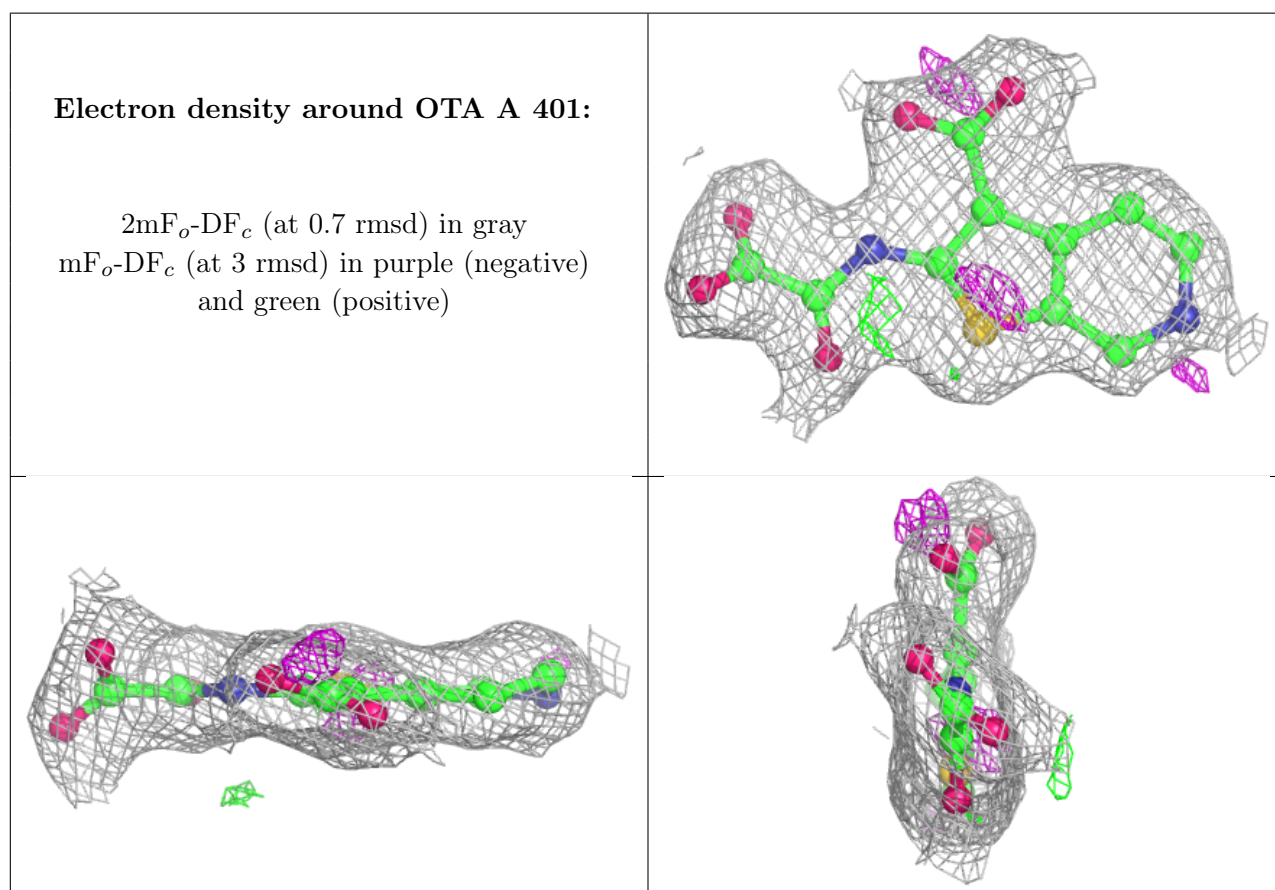 Electron density around OTA A 401:
2mFₒ-DF𝒸 (at 0.7 rmsd) in gray
mFₒ-DF𝒸 (at 3 rmsd) in purple (negative)
and green (positive)